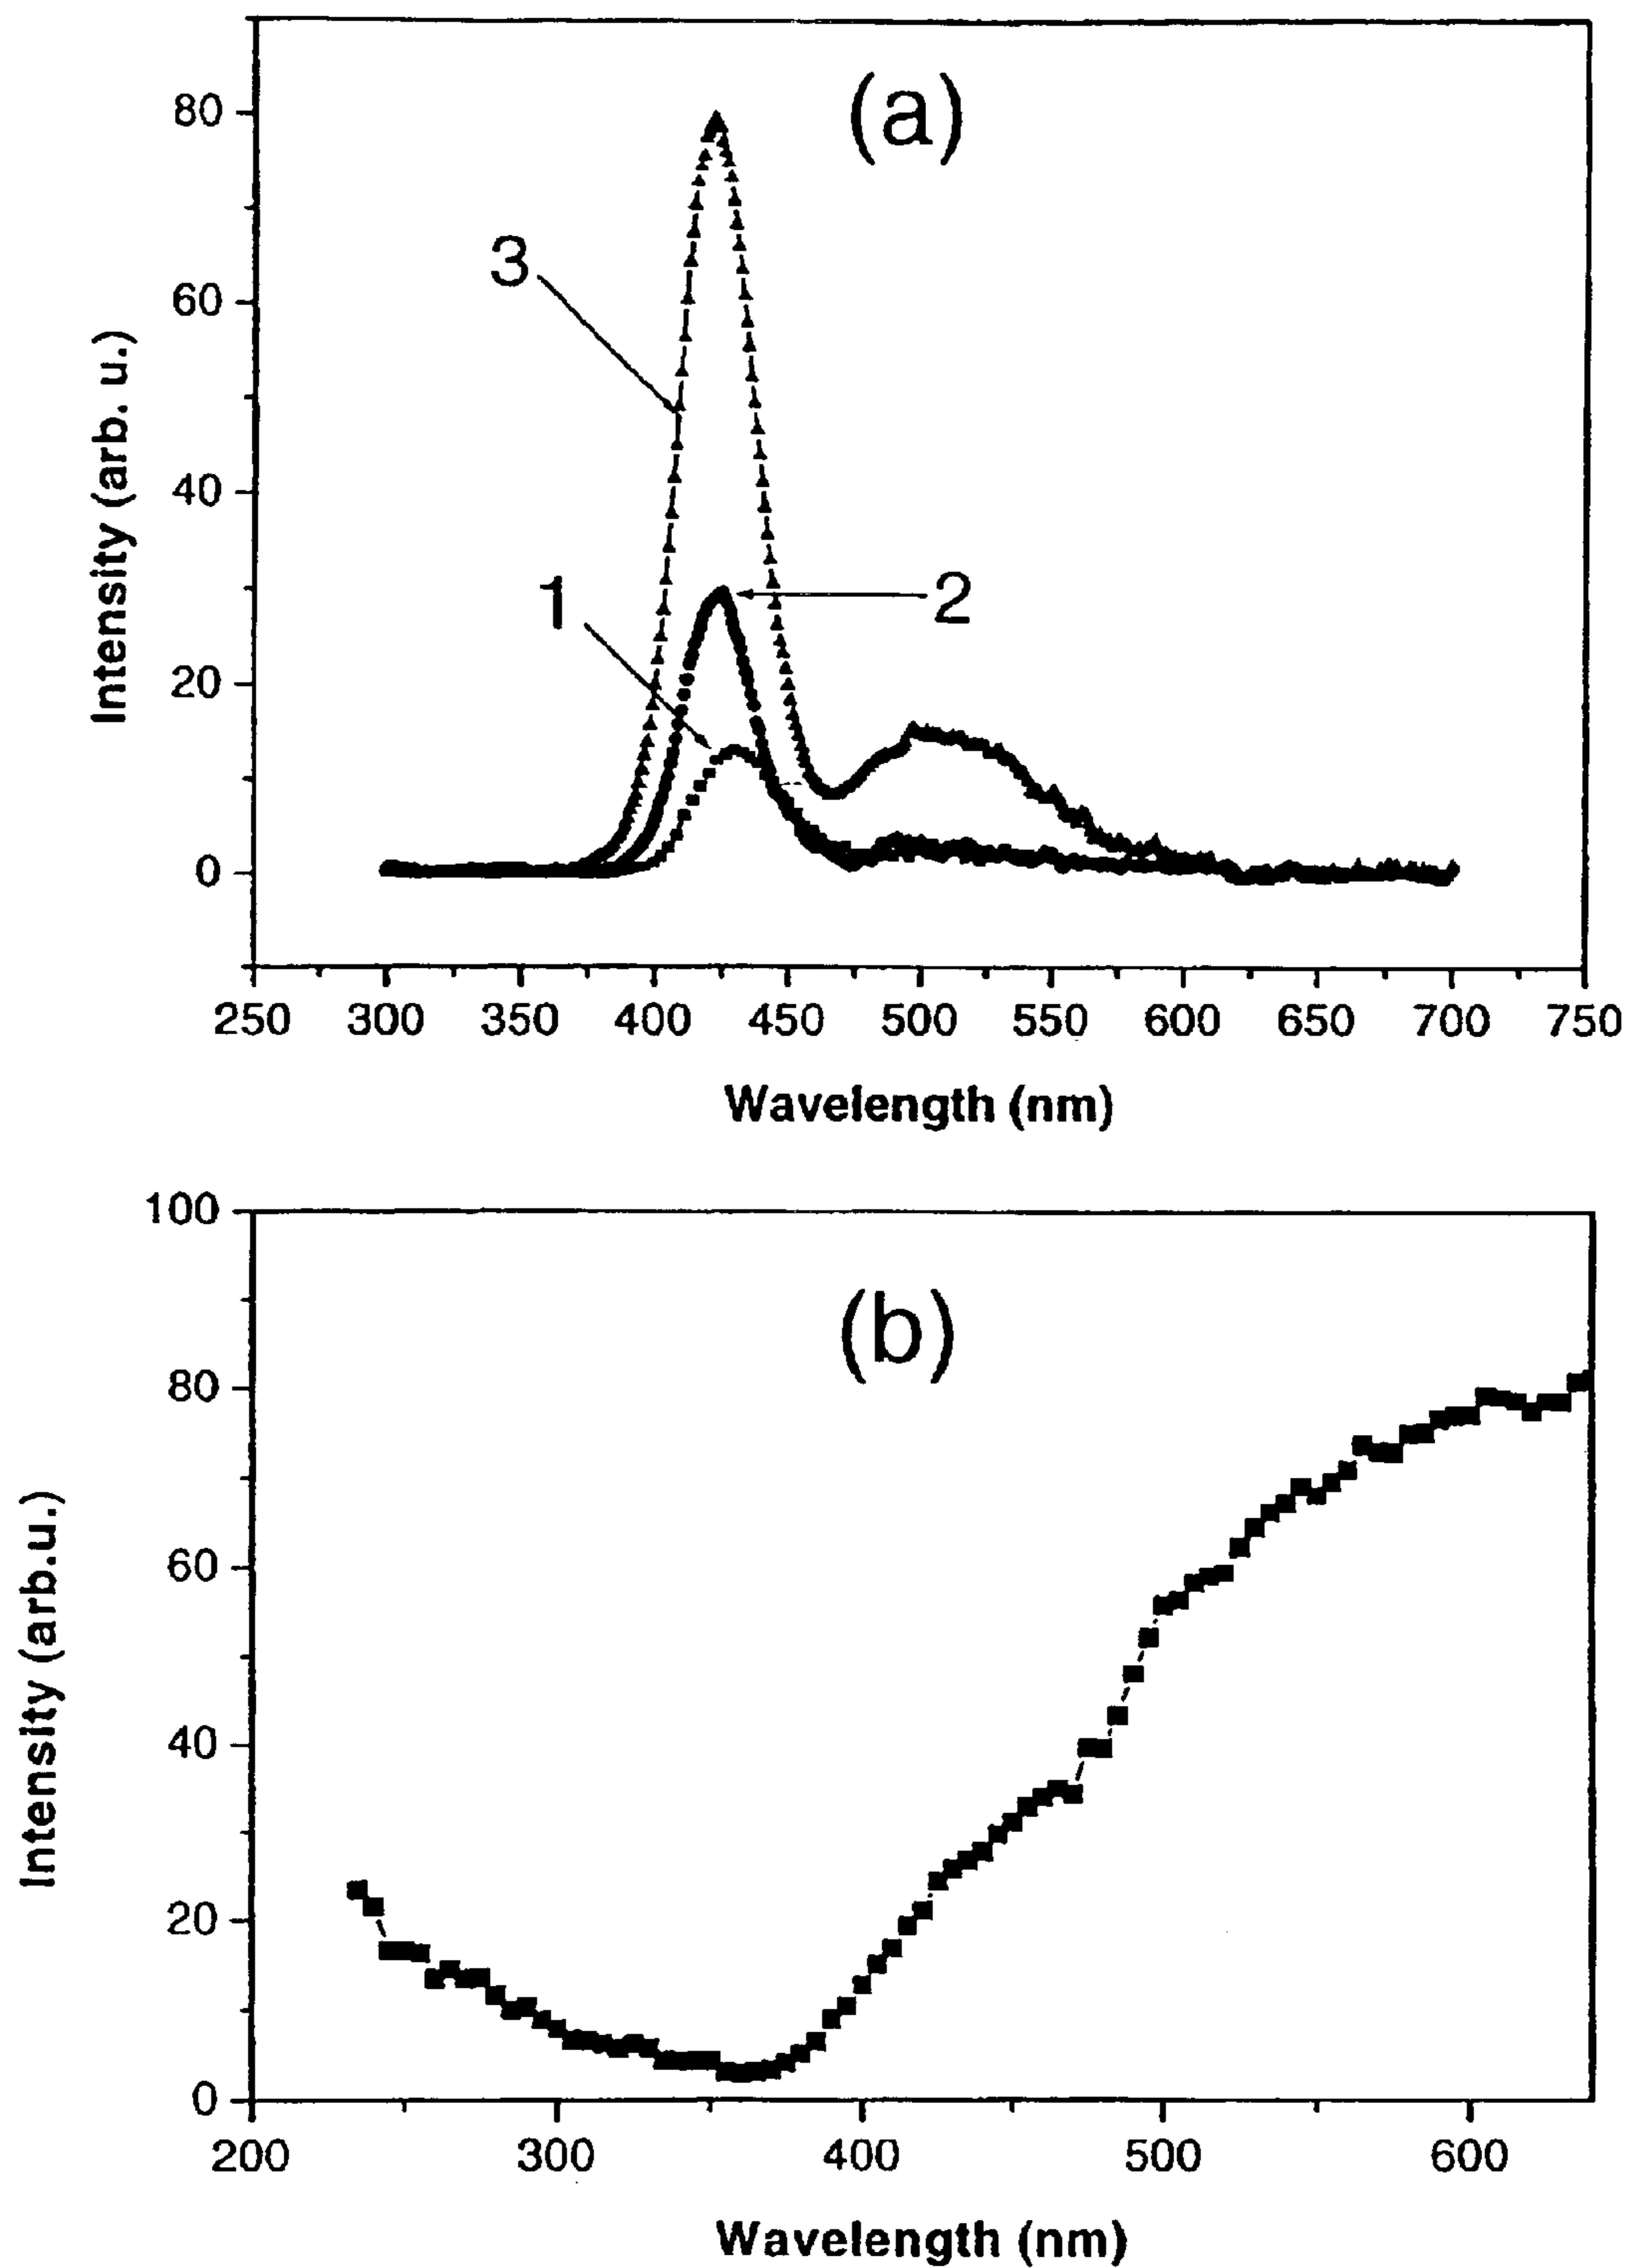 (a)
80
3
60
Intensity (arb. u.)
40
1
2
20
0
250 300 350 400 450 500 550 600 650 700 750
Wavelength (nm)
100
(b)
80
60
Intensity (arb.u.)
40
20
0
200 300 400 500 600
Wavelength (nm)